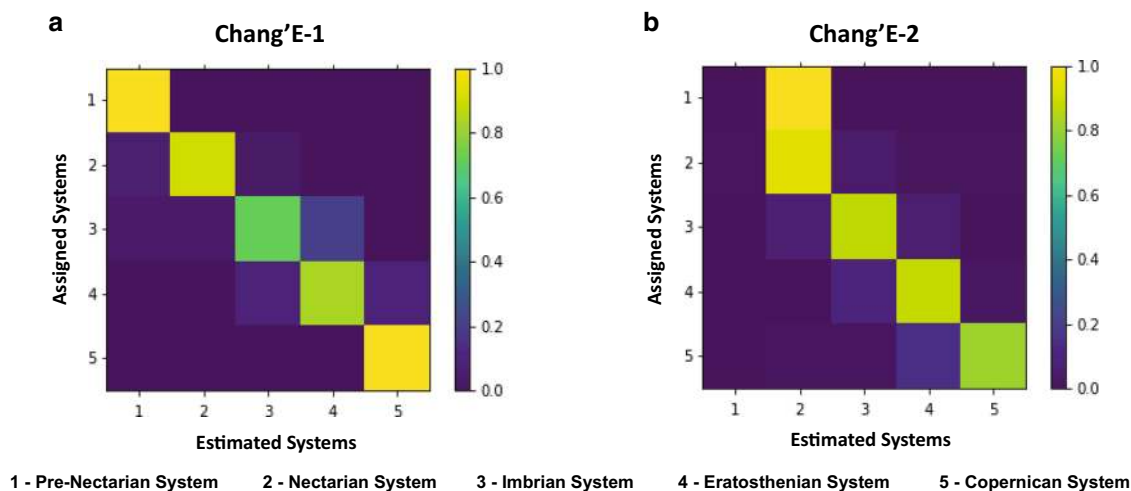 a
Chang’E-1
Assigned Systems
1
2
3
4
5
1 2 3 4 5
Estimated Systems
1.0
0.8
0.6
0.4
0.2
0.0
b
Chang’E-2
Assigned Systems
1
2
3
4
5
1 2 3 4 5
Estimated Systems
1.0
0.8
0.6
0.4
0.2
0.0
1 - Pre-Nectarian System 2 - Nectarian System 3 - Imbrian System 4 - Eratosthenian System 5 - Copernican System